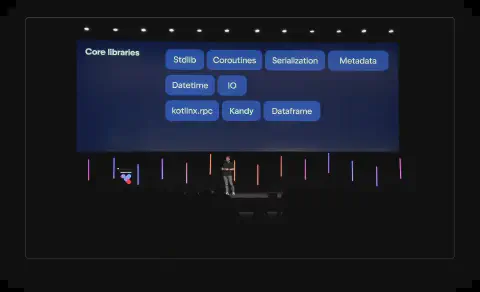 Core libraries
Stdlib Coroutines Serialization Metadata
Datetime IO
kotlinx.rpc Kandy Dataframe